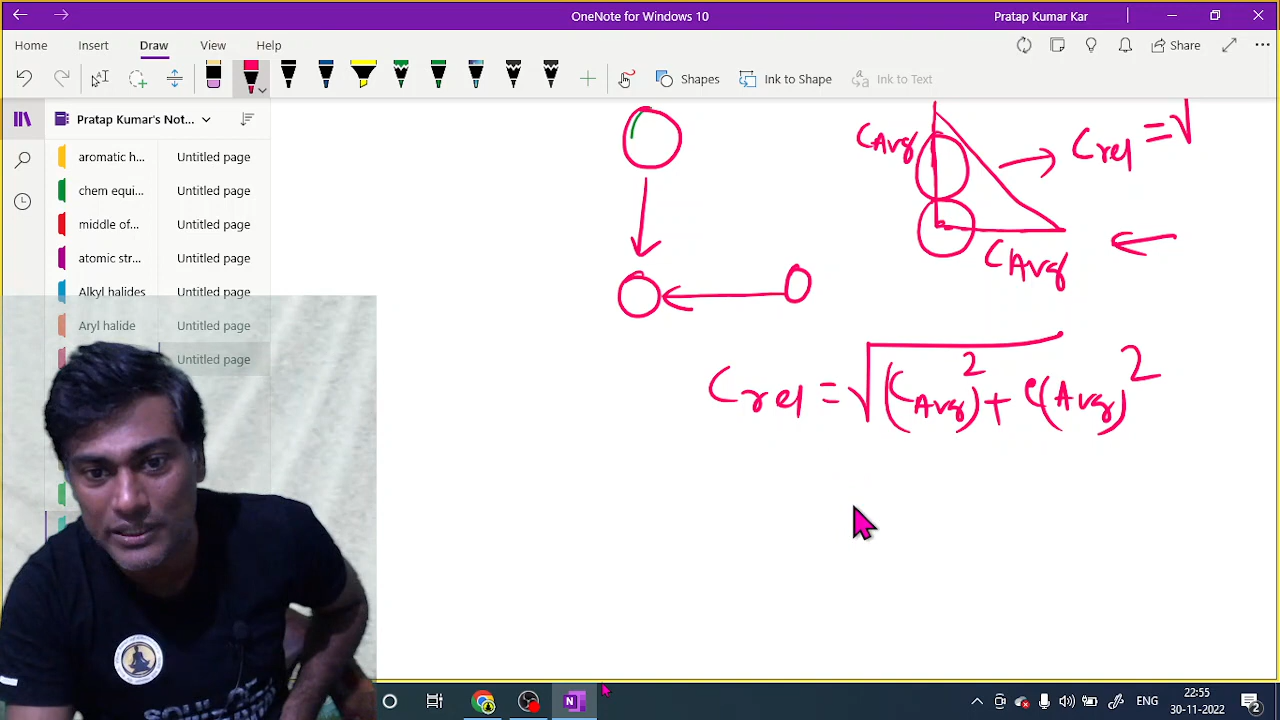 OneNote for Windows 10
Pratap Kumar Kar
Home Insert Draw View Help
Share
Shapes Ink to Shape Ink to Text
Pratap Kumar's Not...
aromatic h... Untitled page
chem equi... Untitled page
middle of... Untitled page
atomic str... Untitled page
Alkyl halides Untitled page
Aryl halide Untitled page
Untitled page
CAvg
Crel = √
CAvg
Crel = √(CAvg)² + C(Avg)²
ENG
22:55
30-11-2022
2